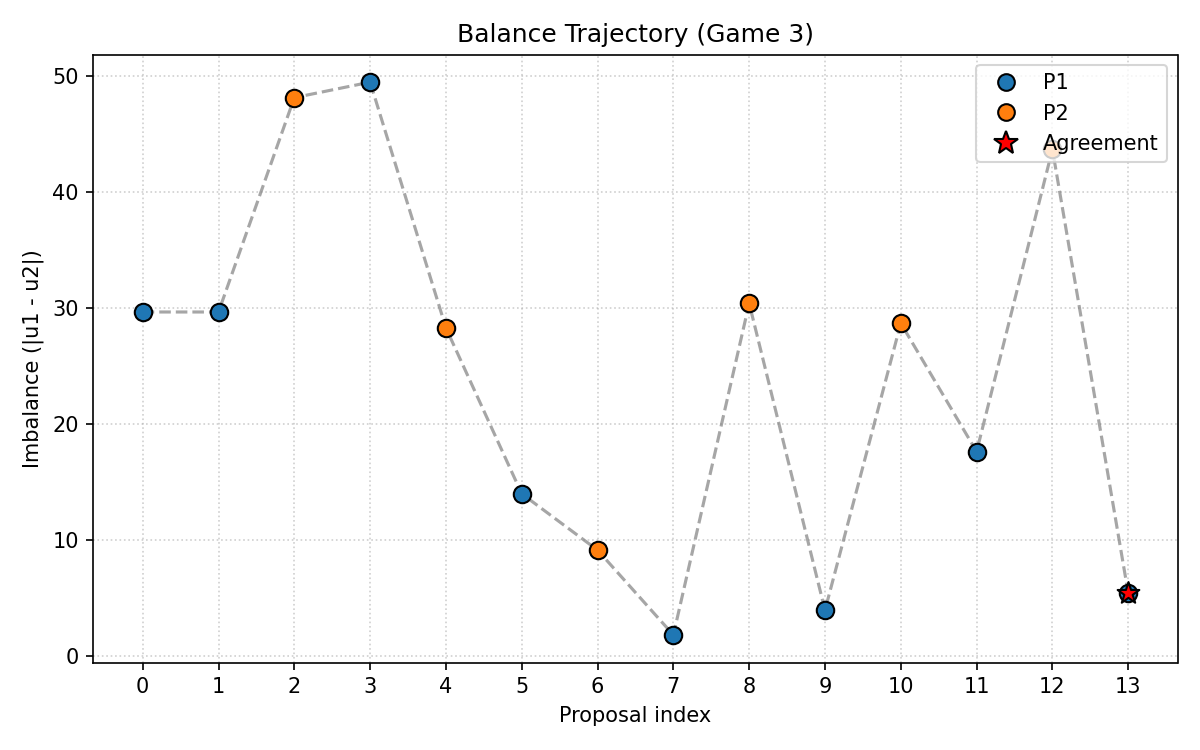 Balance Trajectory (Game 3)
P1
P2
Agreement
Imbalance (|u1 - u2|)
50
40
30
20
10
0
0 1 2 3 4 5 6 7 8 9 10 11 12 13
Proposal index